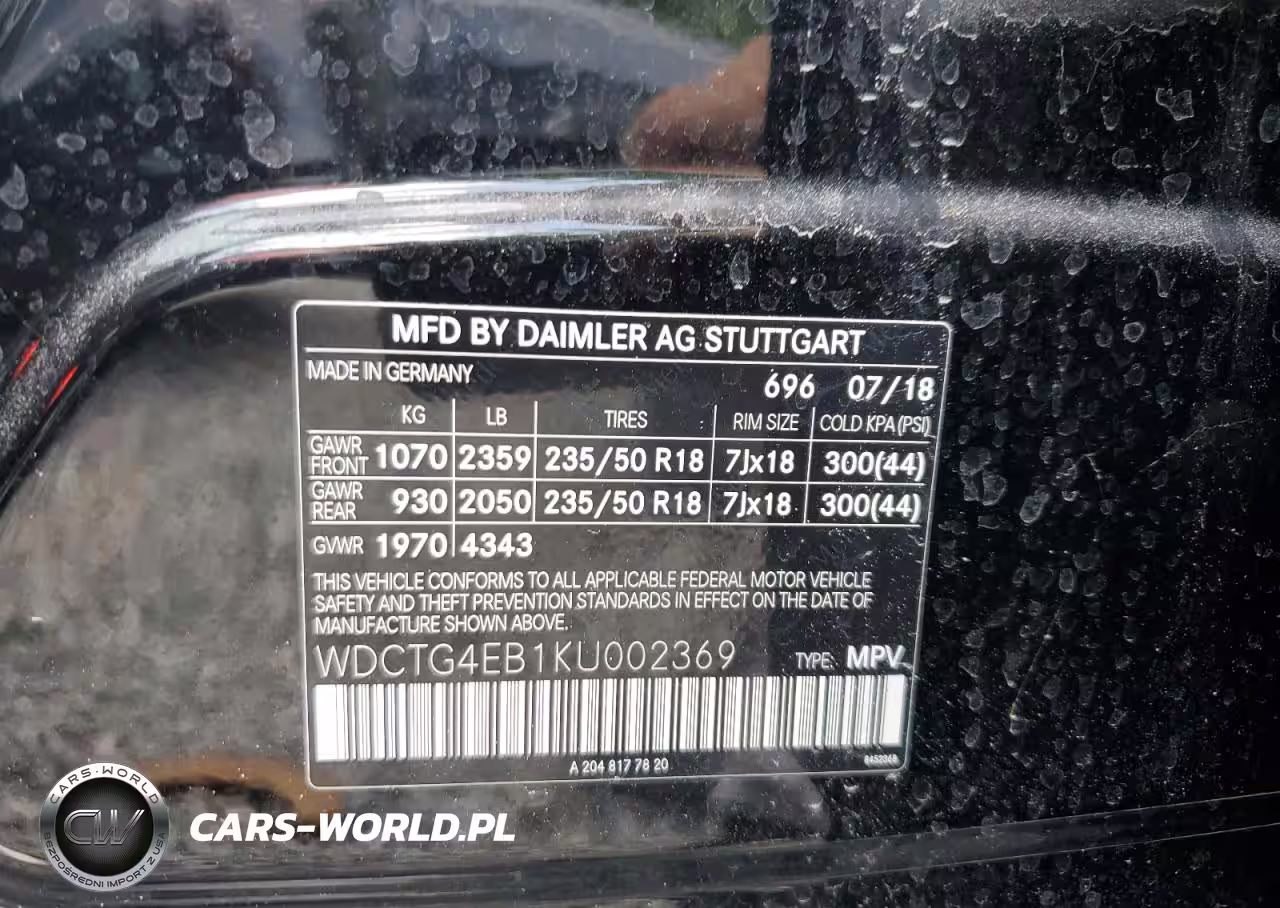 MFD BY DAIMLER AG STUTTGART
MADE IN GERMANY 696 07/18
KG LB TIRES RIM SIZE COLD KPA (PSI)
GAWR FRONT 1070 2359 235/50 R18 7Jx18 300(44)
GAWR REAR 930 2050 235/50 R18 7Jx18 300(44)
GVWR 1970 4343
THIS VEHICLE CONFORMS TO ALL APPLICABLE FEDERAL MOTOR VEHICLE
SAFETY AND THEFT PREVENTION STANDARDS IN EFFECT ON THE DATE OF
MANUFACTURE SHOWN ABOVE.
WDCTG4EB1KU002369 TYPE: MPV
A 204 817 78 20 8452368
CARS-WORLD
CW
BEZPOŚREDNI IMPORT Z USA
CARS-WORLD.PL